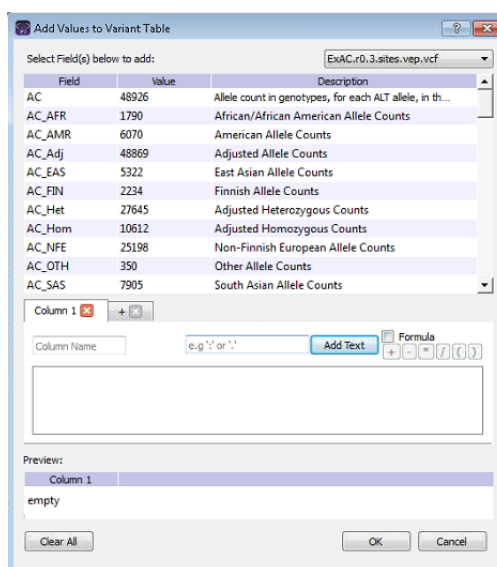 Add Values to Variant Table
Select Field(s) below to add: ExAC.r0.3.sites.vep.vcf
Field Value Description
AC 48926 Allele count in genotypes, for each ALT allele, in th...
AC_AFR 1790 African/African American Allele Counts
AC_AMR 6070 American Allele Counts
AC_Adj 48869 Adjusted Allele Counts
AC_EAS 5322 East Asian Allele Counts
AC_FIN 2234 Finnish Allele Counts
AC_Het 27645 Adjusted Heterozygous Counts
AC_Hom 10612 Adjusted Homozygous Counts
AC_NFE 25198 Non-Finnish European Allele Counts
AC_OTH 350 Other Allele Counts
AC_SAS 7905 South Asian Allele Counts
Column 1 +
Column Name e.g ':' or '.' Add Text Formula
+ - * / ( )
Preview:
Column 1
empty
Clear All OK Cancel